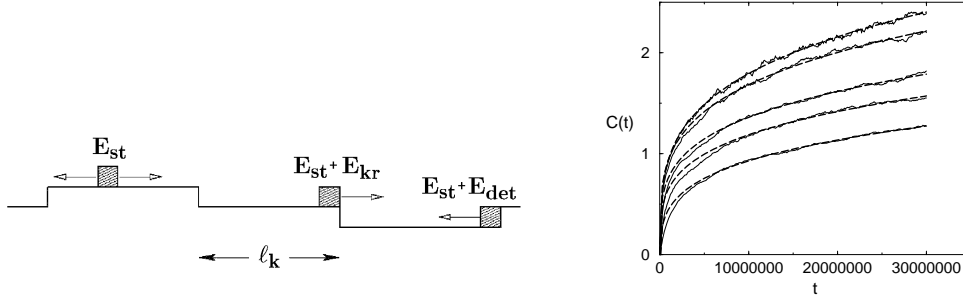 E_st
E_st + E_kr
E_st + E_det
ℓ_k
2
C(t)
1
0
0 10000000 20000000 30000000
t